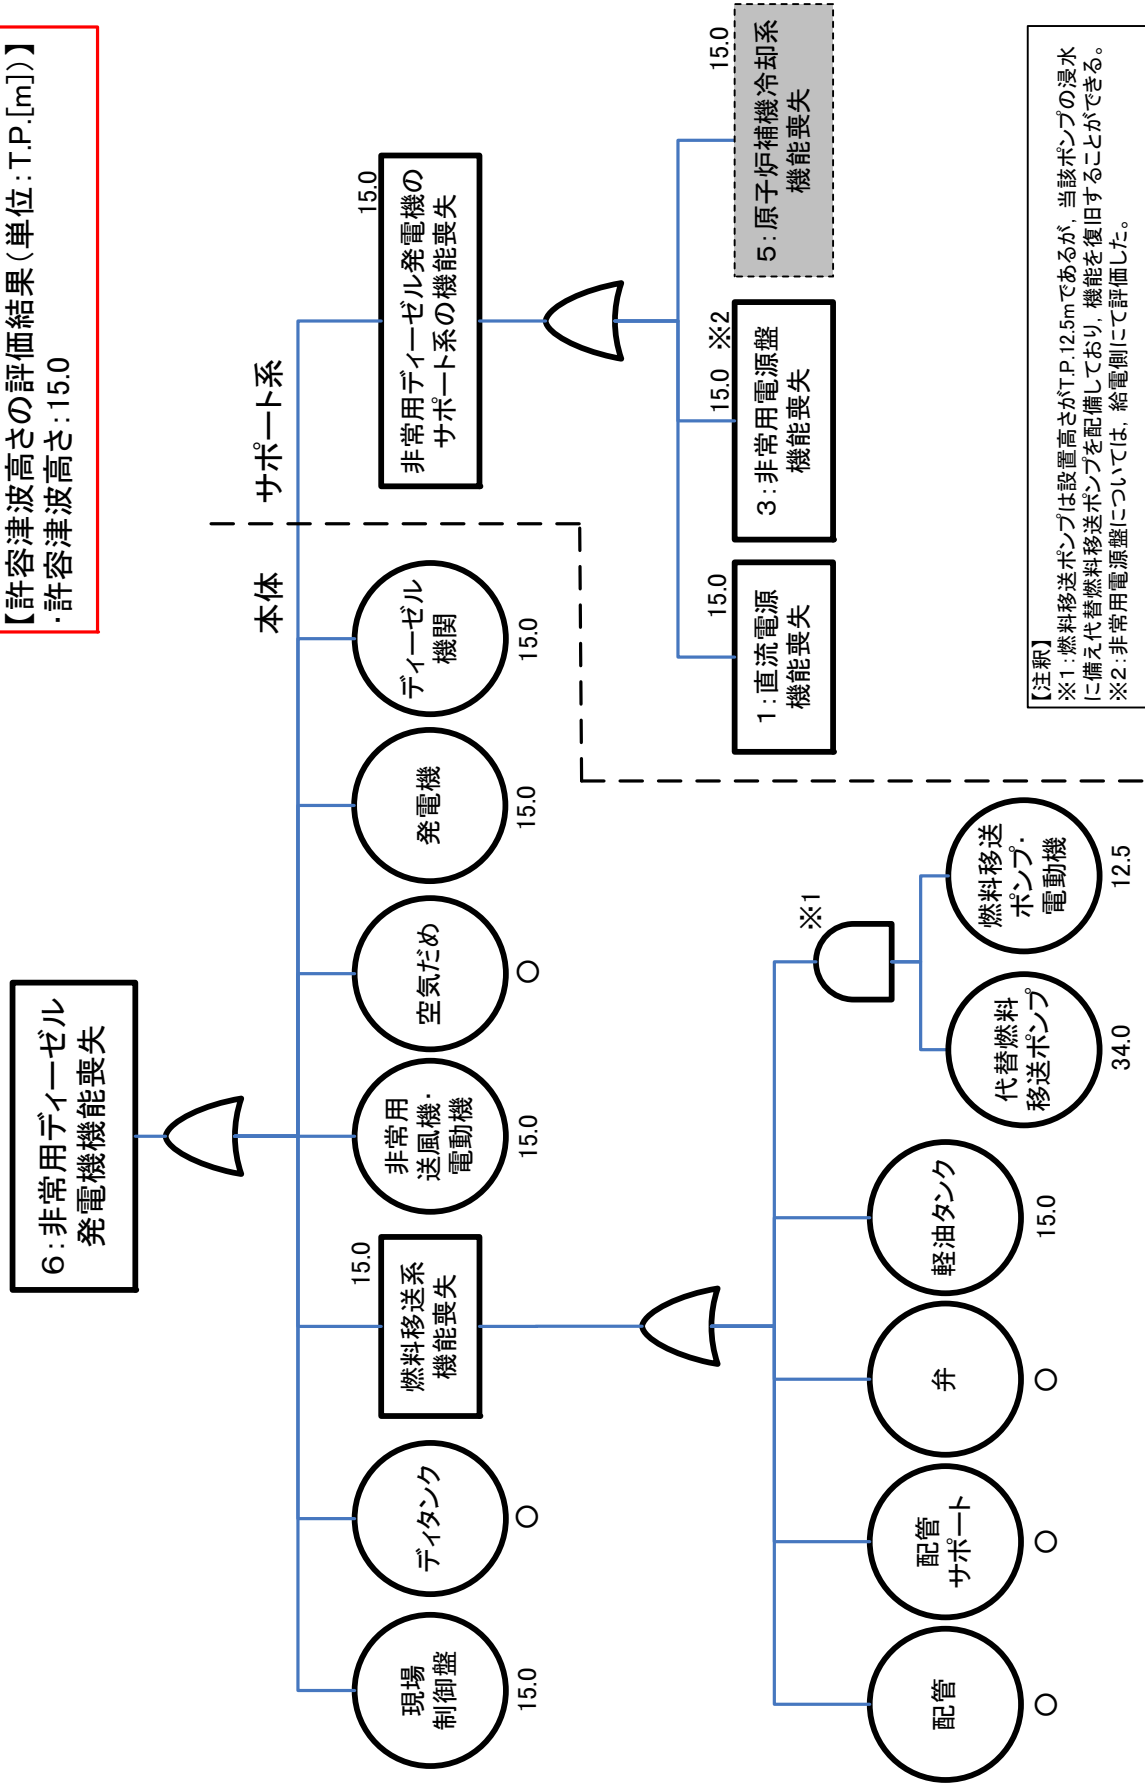 【許容津波高さの評価結果(単位:T.P.[m])】
・許容津波高さ:15.0
6:非常用ディーゼル
発電機機能喪失
本体
サポート系
現場
制御盤
15.0
ディタンク
○
15.0
燃料移送系
機能喪失
非常用
送風機・
電動機
15.0
空気だめ
○
発電機
15.0
ディーゼル
機関
15.0
15.0
非常用ディーゼル発電機の
サポート系の機能喪失
15.0
1:直流電源
機能喪失
15.0 ※2
3:非常用電源盤
機能喪失
15.0
5:原子炉補機冷却系
機能喪失
配管
○
配管
サポート
○
弁
○
軽油タンク
15.0
※1
代替燃料
移送ポンプ
34.0
燃料移送
ポンプ・
電動機
12.5
【注釈】
※1:燃料移送ポンプは設置高さがT.P.12.5mであるが,当該ポンプの浸水
に備え代替燃料移送ポンプを配備しており,機能を復旧することができる。
※2:非常用電源盤については,給電側にて評価した。